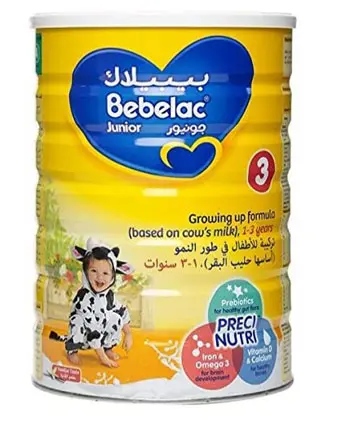 بيبيلاك
Bebelac
Junior جونيور
3
Growing up formula
(based on cow's milk), 1-3 years
تركيبة للأطفال في طور النمو
(أساسها حليب البقر)، ١-٣ سنوات
Prebiotics
for healthy gut flora
PRECI
NUTRI
Iron &
Omega 3
for brain
development
Vitamin D
& Calcium
for healthy